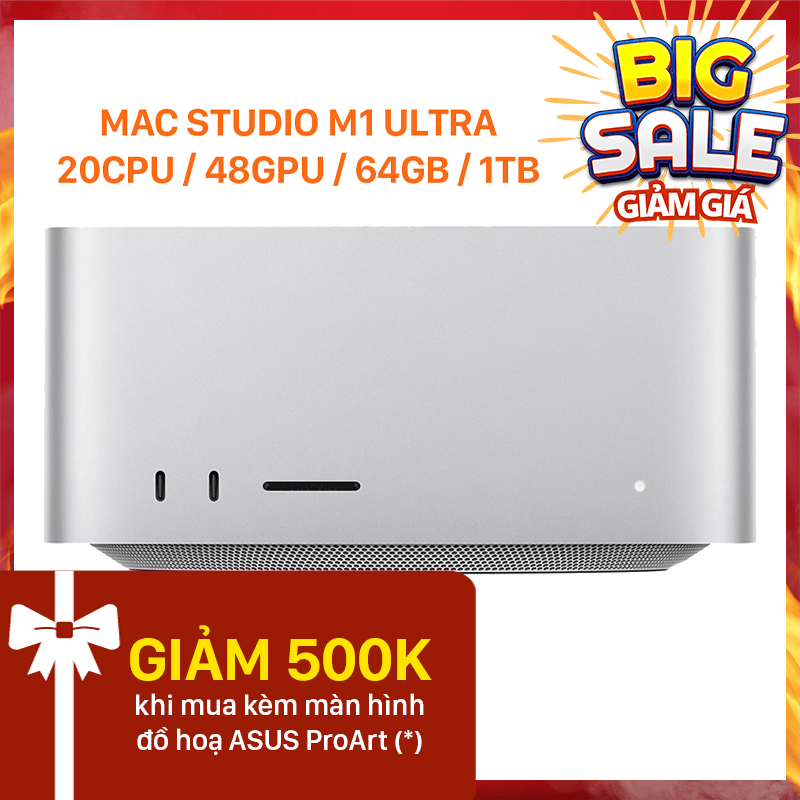 BIG
SALE
GIẢM GIÁ
MAC STUDIO M1 ULTRA
20CPU / 48GPU / 64GB / 1TB
GIẢM 500K
khi mua kèm màn hình
đồ hoạ ASUS ProArt (*)